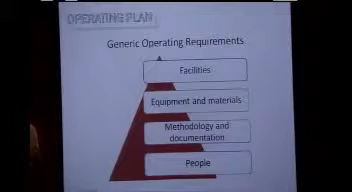 OPERATING PLAN
Generic Operating Requirements
Facilities
Equipment and materials
Methodology and
documentation
People